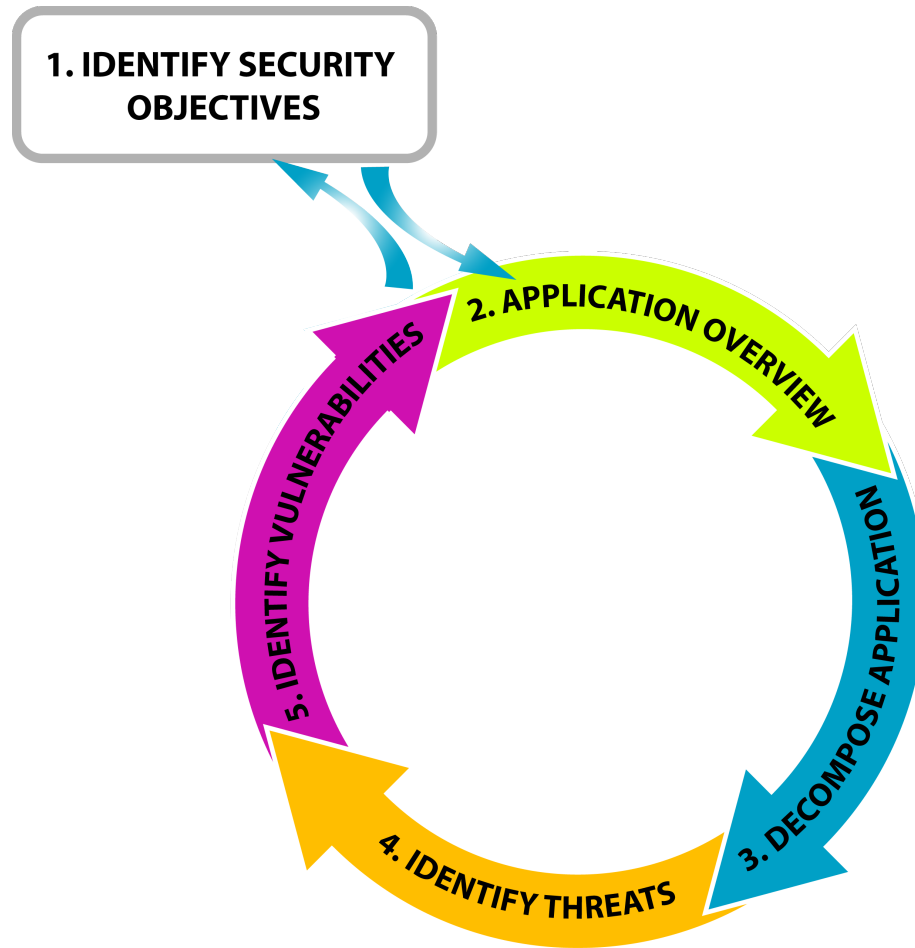 1. IDENTIFY SECURITY
OBJECTIVES
2. APPLICATION OVERVIEW
3. DECOMPOSE APPLICATION
4. IDENTIFY THREATS
5. IDENTIFY VULNERABILITIES